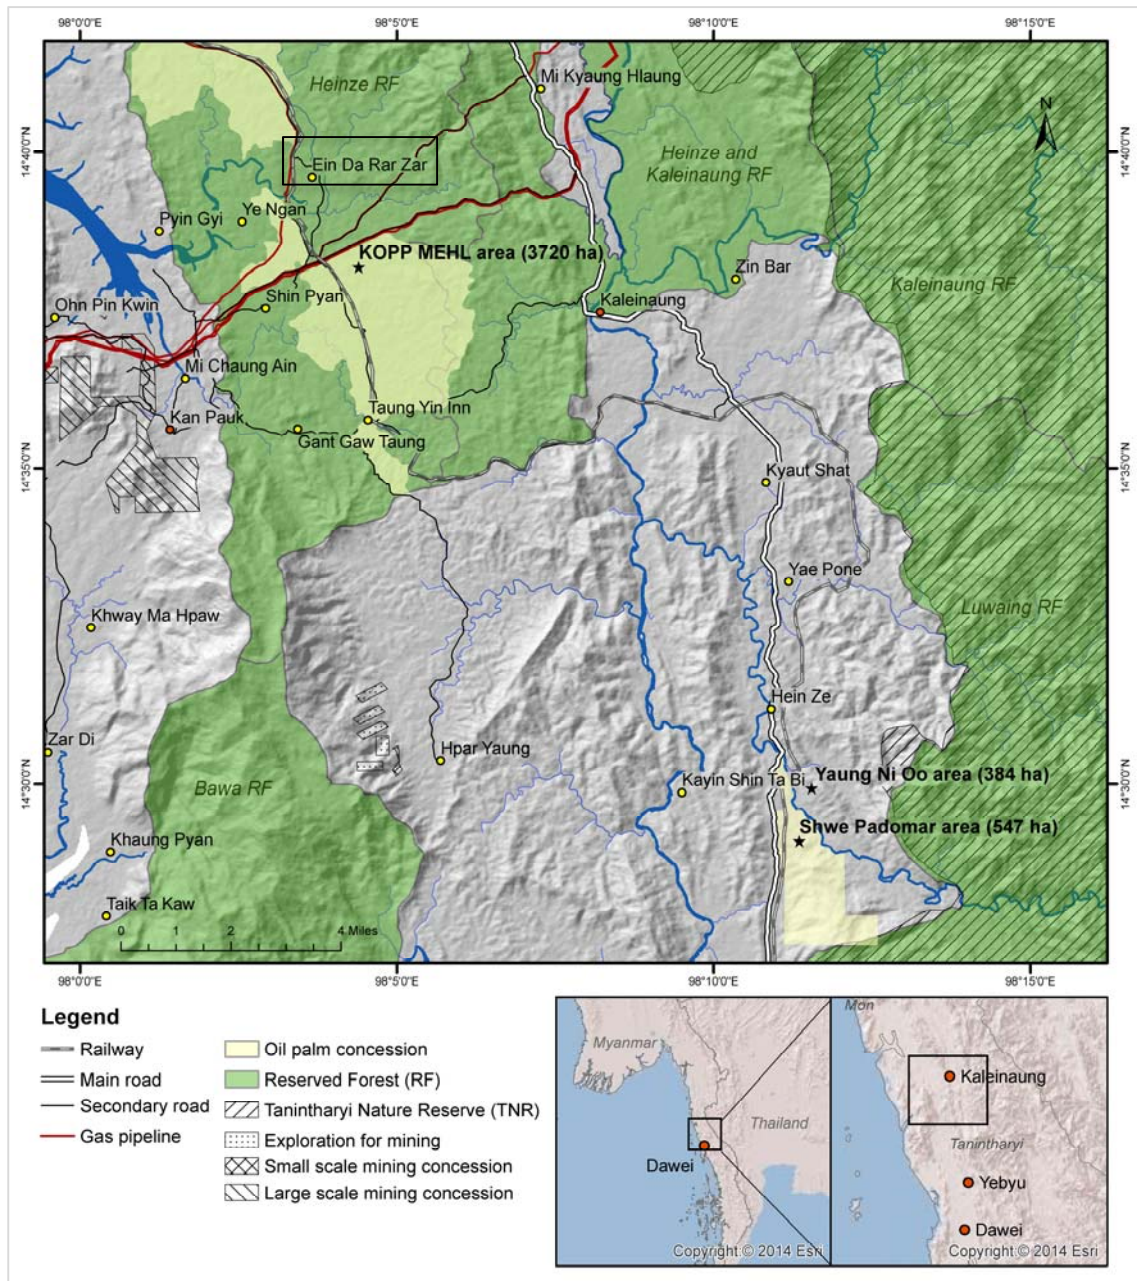 98°0'0"E
98°5'0"E
98°10'0"E
98°15'0"E
14°40'0"N
14°40'0"N
14°35'0"N
14°35'0"N
14°30'0"N
14°30'0"N
Heinze RF
Mi Kyaung Hlaung
N
Ein Da Rar Zar
Heinze and
Kaleinaung RF
Pyin Gyi
Ye Ngan
KOPP MEHL area (3720 ha)
Zin Bar
Kaleinaung RF
Ohn Pin Kwin
Shin Pyan
Kaleinaung
Mi Chaung Ain
Kan Pauk
Taung Yin Inn
Gant Gaw Taung
Kyaut Shat
Yae Pone
Khway Ma Hpaw
Luwaing RF
Hein Ze
Zar Di
Hpar Yaung
Bawa RF
Kayin Shin Ta Bi
Yaung Ni Oo area (384 ha)
Shwe Padomar area (547 ha)
Khaung Pyan
Taik Ta Kaw
0 1 2 4 Miles
98°0'0"E
98°5'0"E
98°10'0"E
98°15'0"E
Legend
Railway
Main road
Secondary road
Gas pipeline
Oil palm concession
Reserved Forest (RF)
Tanintharyi Nature Reserve (TNR)
Exploration for mining
Small scale mining concession
Large scale mining concession
Myanmar
Thailand
Dawei
Copyright:© 2014 Esri
Mon
Kaleinaung
Tanintharyi
Yebyu
Dawei
Copyright:© 2014 Esri